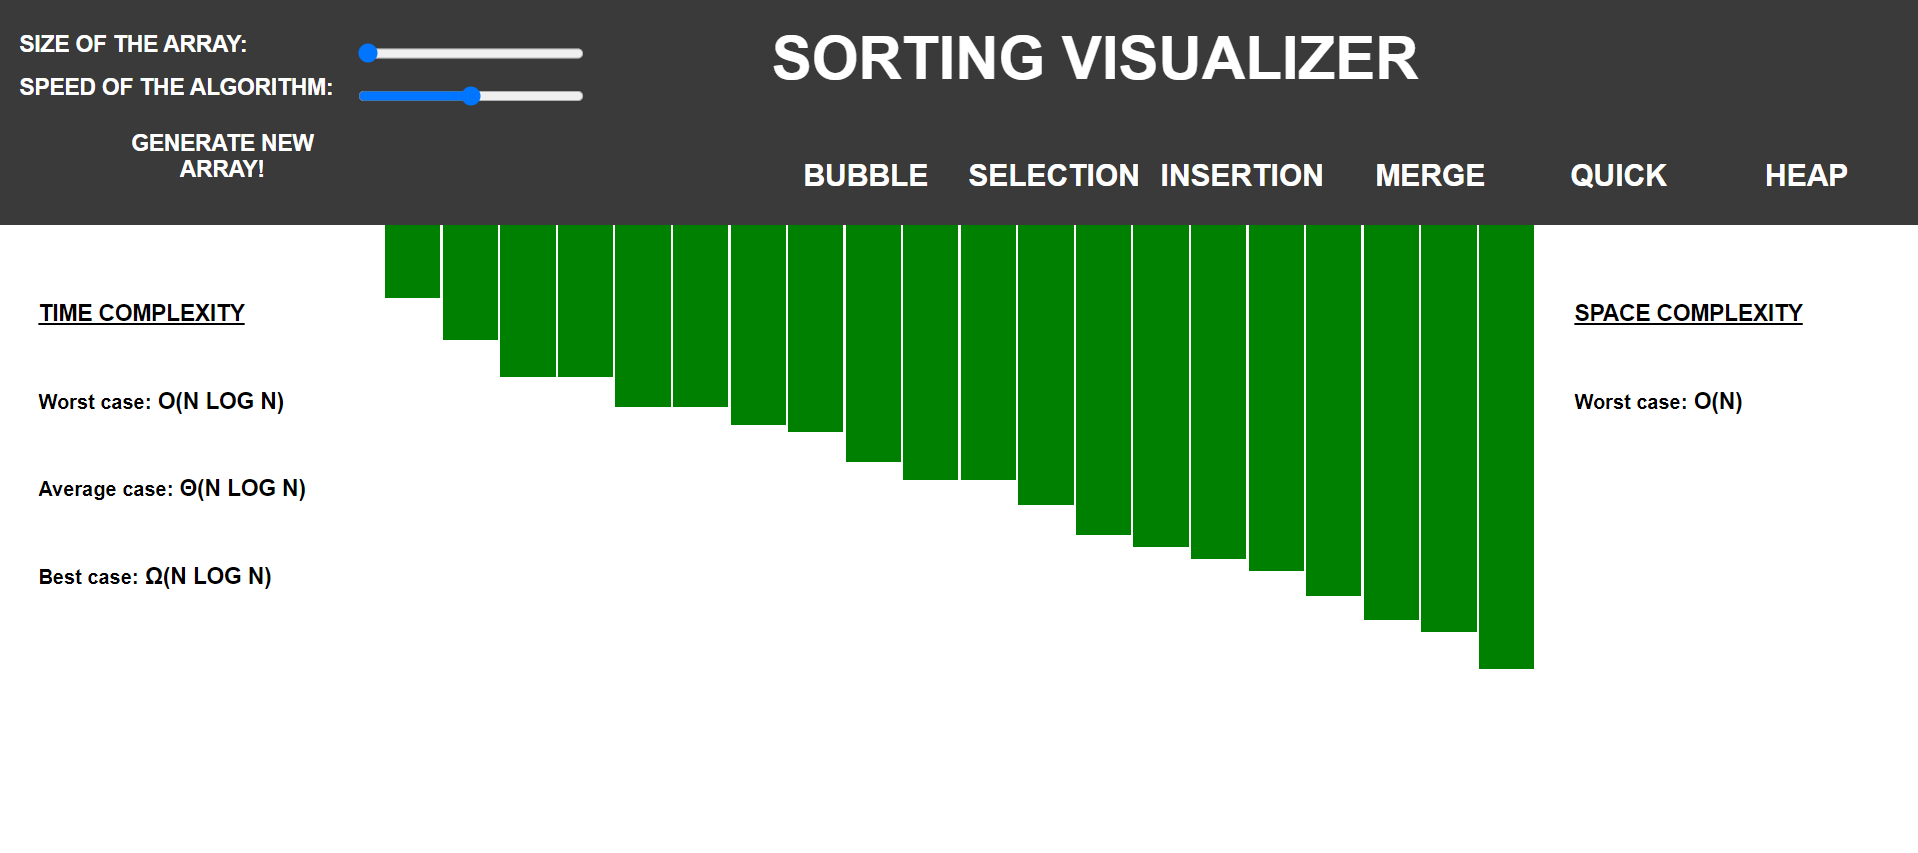 SIZE OF THE ARRAY:
SPEED OF THE ALGORITHM:
GENERATE NEW
ARRAY!
SORTING VISUALIZER
BUBBLE SELECTION INSERTION MERGE QUICK HEAP
TIME COMPLEXITY
Worst case: O(N LOG N)
Average case: Θ(N LOG N)
Best case: Ω(N LOG N)
SPACE COMPLEXITY
Worst case: O(N)